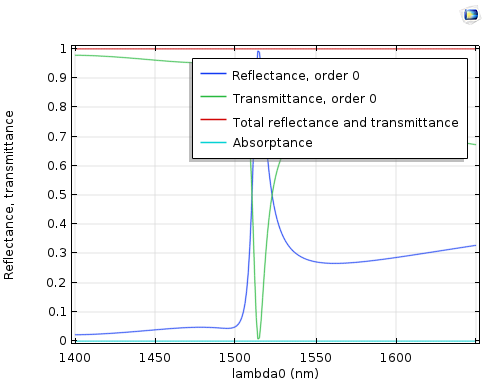 1
0.9
0.8
0.7
0.6
0.5
0.4
0.3
0.2
0.1
0
Reflectance, transmittance
Reflectance, order 0
Transmittance, order 0
Total reflectance and transmittance
Absorptance
1400 1450 1500 1550 1600
lambda0 (nm)